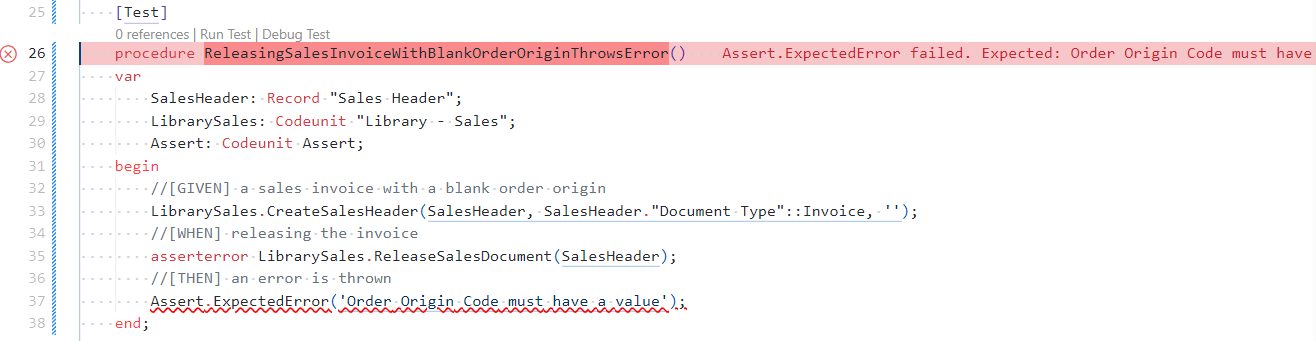 25 [Test]
0 references | Run Test | Debug Test
26 procedure ReleasingSalesInvoiceWithBlankOrderOriginThrowsError() Assert.ExpectedError failed. Expected: Order Origin Code must have
27 var
28 SalesHeader: Record "Sales Header";
29 LibrarySales: Codeunit "Library - Sales";
30 Assert: Codeunit Assert;
31 begin
32 //[GIVEN] a sales invoice with a blank order origin
33 LibrarySales.CreateSalesHeader(SalesHeader, SalesHeader."Document Type"::Invoice, '');
34 //[WHEN] releasing the invoice
35 asserterror LibrarySales.ReleaseSalesDocument(SalesHeader);
36 //[THEN] an error is thrown
37 Assert.ExpectedError('Order Origin Code must have a value');
38 end;